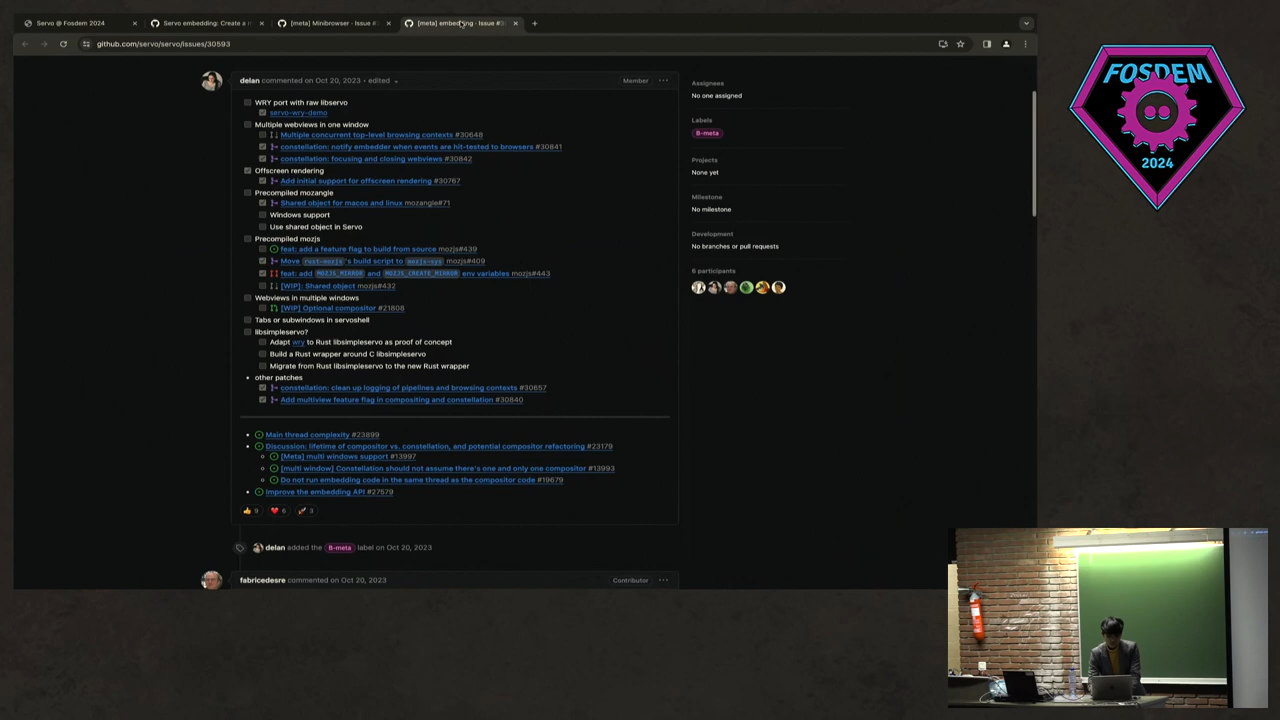 Servo @ Fosdem 2024
Servo embedding: Create a
[meta] Minibrowser · Issue #
[meta] embedding · Issue #3
github.com/servo/servo/issues/30593
delan commented on Oct 20, 2023 • edited
Member
WRY port with raw libservo
servo-wry-demo
Multiple webviews in one window
Multiple concurrent top-level browsing contexts #30648
constellation: notify embedder when events are hit-tested to browsers #30841
constellation: focusing and closing webviews #30842
Offscreen rendering
Add initial support for offscreen rendering #30767
Precompiled mozangle
Shared object for macos and linux mozangle#71
Windows support
Use shared object in Servo
Precompiled mozjs
feat: add a feature flag to build from source mozjs#439
Move rust-mozjs's build script to mozjs-sys mozjs#409
feat: add MOZJS_MIRROR and MOZJS_CREATE_MIRROR env variables mozjs#443
[WIP]: Shared object mozjs#432
Webviews in multiple windows
[WIP] Optional compositor #21808
Tabs or subwindows in servoshell
libsimpleservo?
Adapt wry to Rust libsimpleservo as proof of concept
Build a Rust wrapper around C libsimpleservo
Migrate from Rust libsimpleservo to the new Rust wrapper
other patches
constellation: clean up logging of pipelines and browsing contexts #30657
Add multiview feature flag in compositing and constellation #30840
Main thread complexity #23899
Discussion: lifetime of compositor vs. constellation, and potential compositor refactoring #23179
[Meta] multi windows support #13997
[multi window] Constellation should not assume there's one and only one compositor #13993
Do not run embedding code in the same thread as the compositor code #19679
Improve the embedding API #27579
9
6
3
delan added the B-meta label on Oct 20, 2023
fabricedesre commented on Oct 20, 2023
Contributor
Assignees
No one assigned
Labels
B-meta
Projects
None yet
Milestone
No milestone
Development
No branches or pull requests
6 participants
FOSDEM
2024